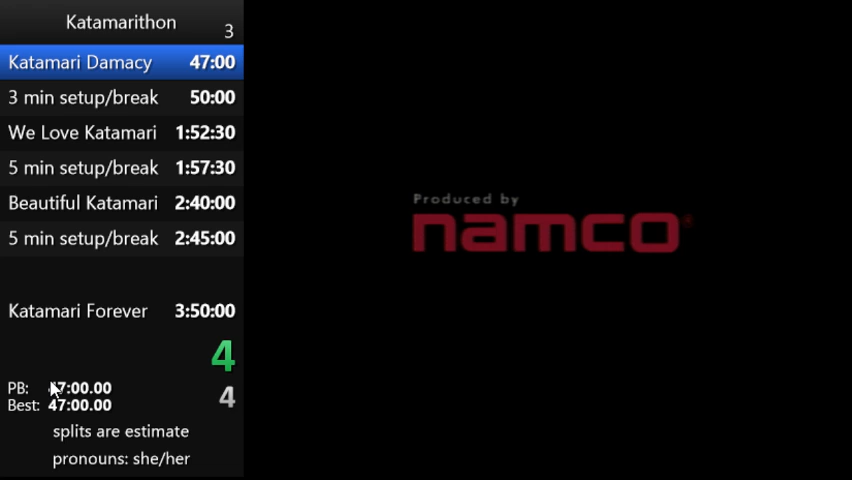 Katamarithon
3
Katamari Damacy 47:00
3 min setup/break 50:00
We Love Katamari 1:52:30
5 min setup/break 1:57:30
Beautiful Katamari 2:40:00
5 min setup/break 2:45:00
Katamari Forever 3:50:00
4
PB: 47:00.00
4
Best: 47:00.00
splits are estimate
pronouns: she/her
Produced by
namco